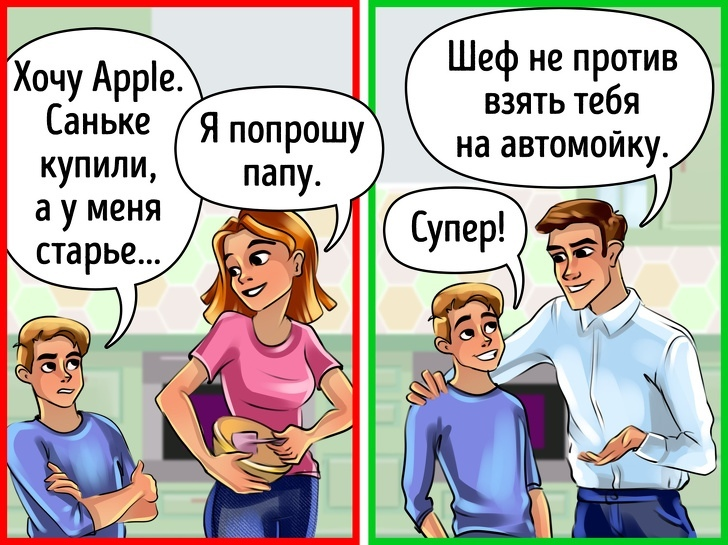 Хочу Apple.
Саньке
купили,
а у меня
старье...
Я попрошу
папу.
Шеф не против
взять тебя
на автомойку.
Супер!